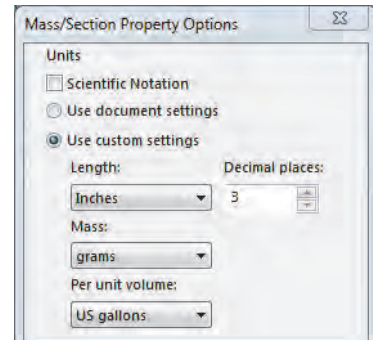 Mass/Section Property Options
Units
Scientific Notation
Use document settings
Use custom settings
Length: Decimal places:
Inches 3
Mass:
grams
Per unit volume:
US gallons